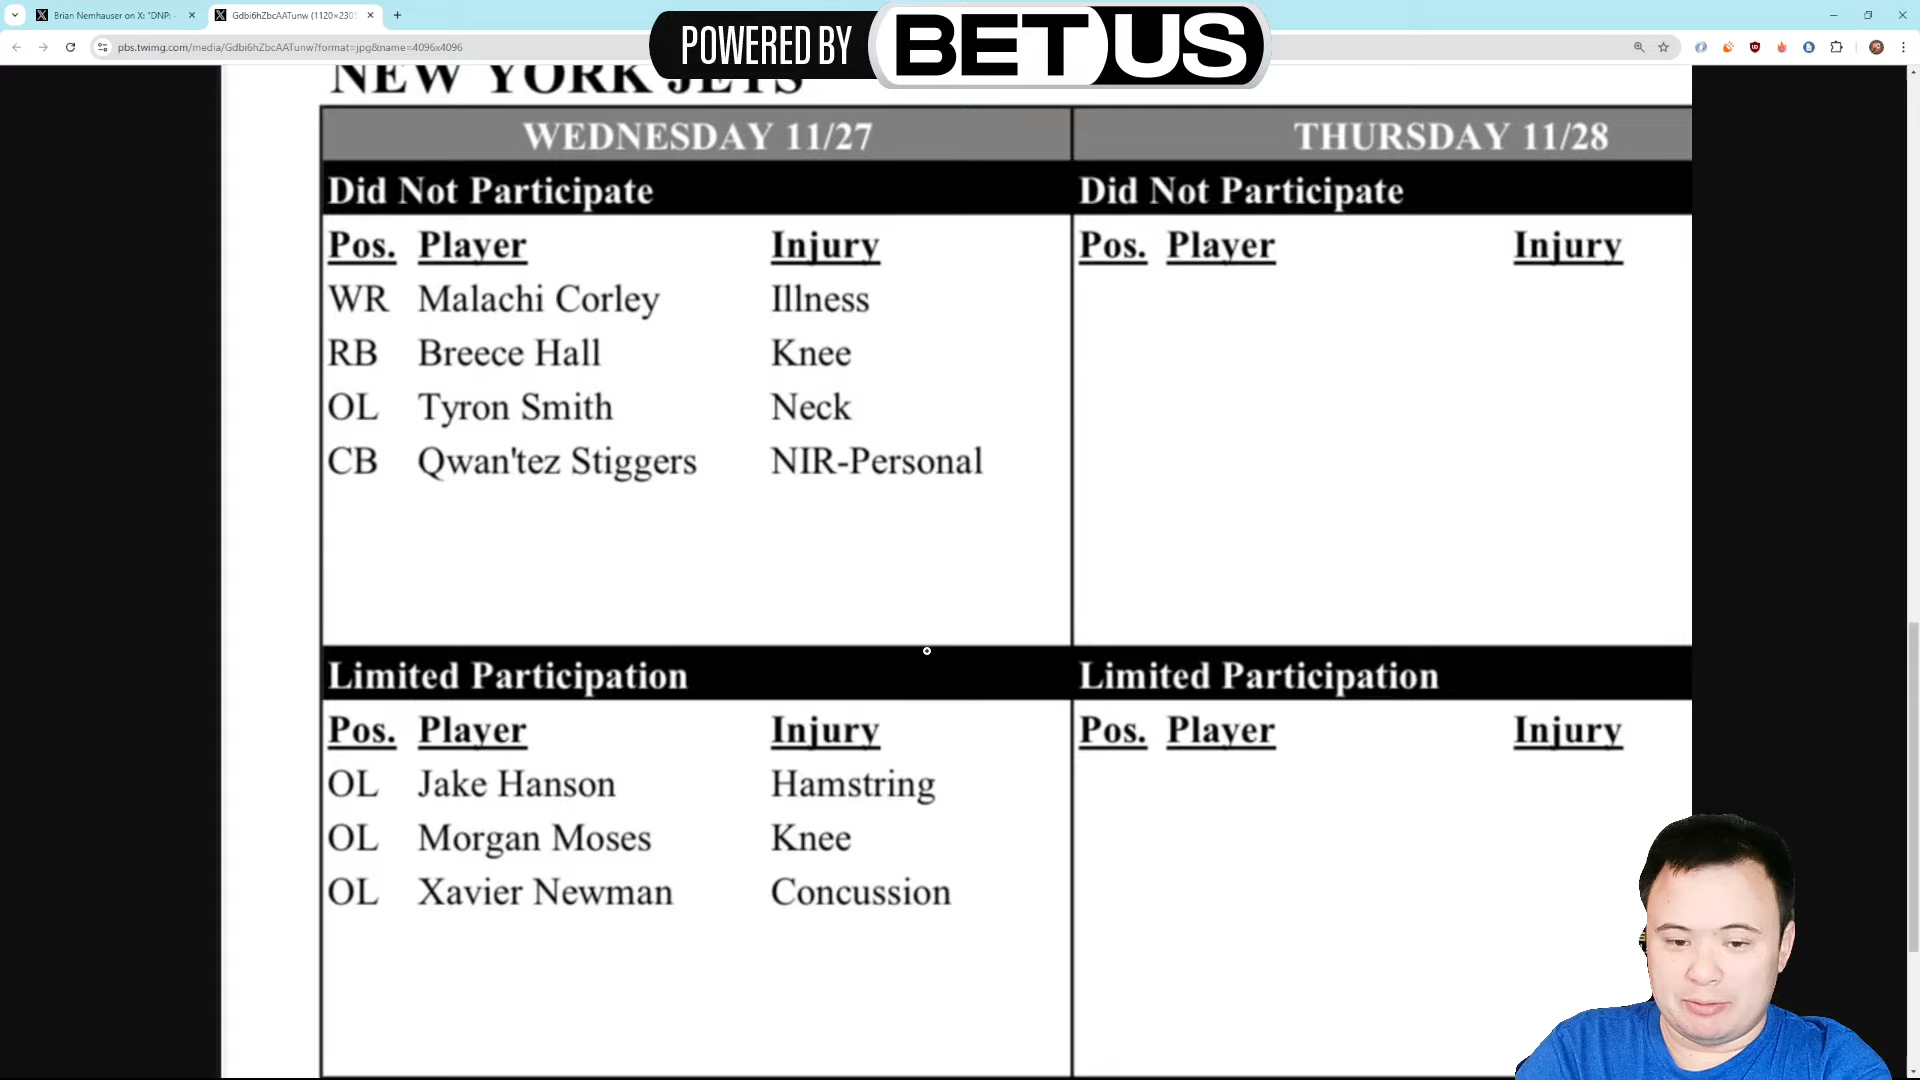 Brian Nemhauser on X: "DNP:
Gdbi6hZbcAATunw (1120×230
pbs.twimg.com/media/Gdbi6hZbcAATunw?format=jpg&name=4096x4096
POWERED BY BETUS
NEW YORK JETS
WEDNESDAY 11/27 THURSDAY 11/28
Did Not Participate Did Not Participate
Pos. Player Injury Pos. Player Injury
WR Malachi Corley Illness
RB Breece Hall Knee
OL Tyron Smith Neck
CB Qwan'tez Stiggers NIR-Personal
Limited Participation Limited Participation
Pos. Player Injury Pos. Player Injury
OL Jake Hanson Hamstring
OL Morgan Moses Knee
OL Xavier Newman Concussion